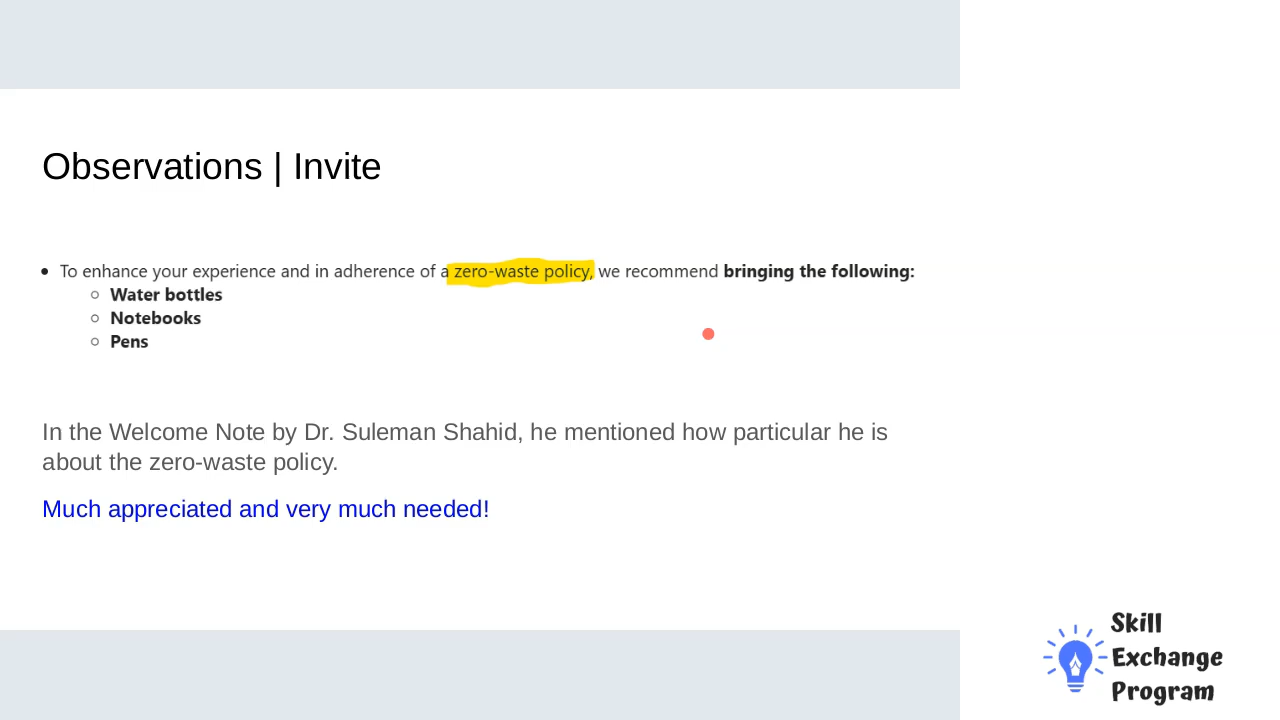 Observations | Invite
To enhance your experience and in adherence of a zero-waste policy, we recommend bringing the following:
Water bottles
Notebooks
Pens
In the Welcome Note by Dr. Suleman Shahid, he mentioned how particular he is
about the zero-waste policy.
Much appreciated and very much needed!
Skill
Exchange
Program